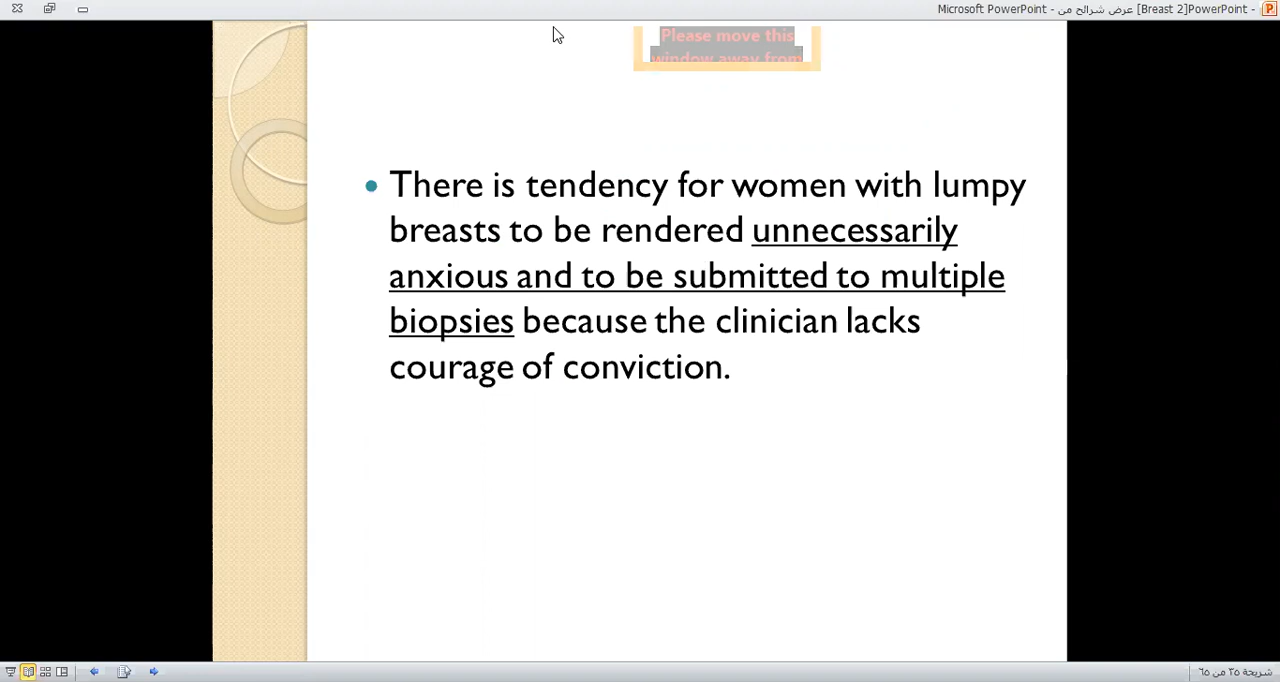 Microsoft PowerPoint - عرض شرائح من PowerPoint[Breast 2] -
Please move this
window away from
There is tendency for women with lumpy
breasts to be rendered unnecessarily
anxious and to be submitted to multiple
biopsies because the clinician lacks
courage of conviction.
شريحة ٣٥ من ٦٥